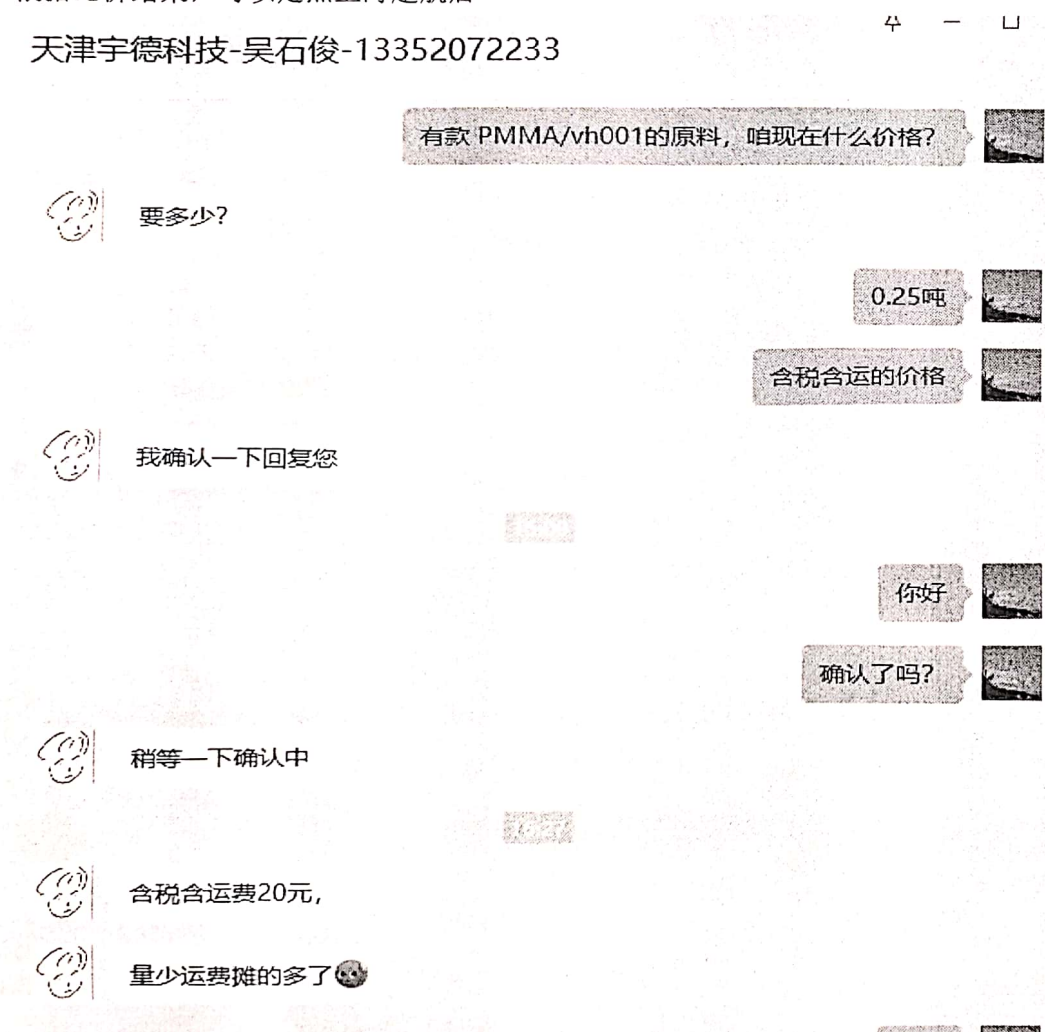 天津宇德科技-吴石俊-13352072233
有款 PMMA/vh001的原料，咱现在什么价格？
要多少？
0.25吨
含税含运的价格
我确认一下回复您
你好
确认了吗？
稍等一下确认中
含税含运费20元，
量少运费摊的多了